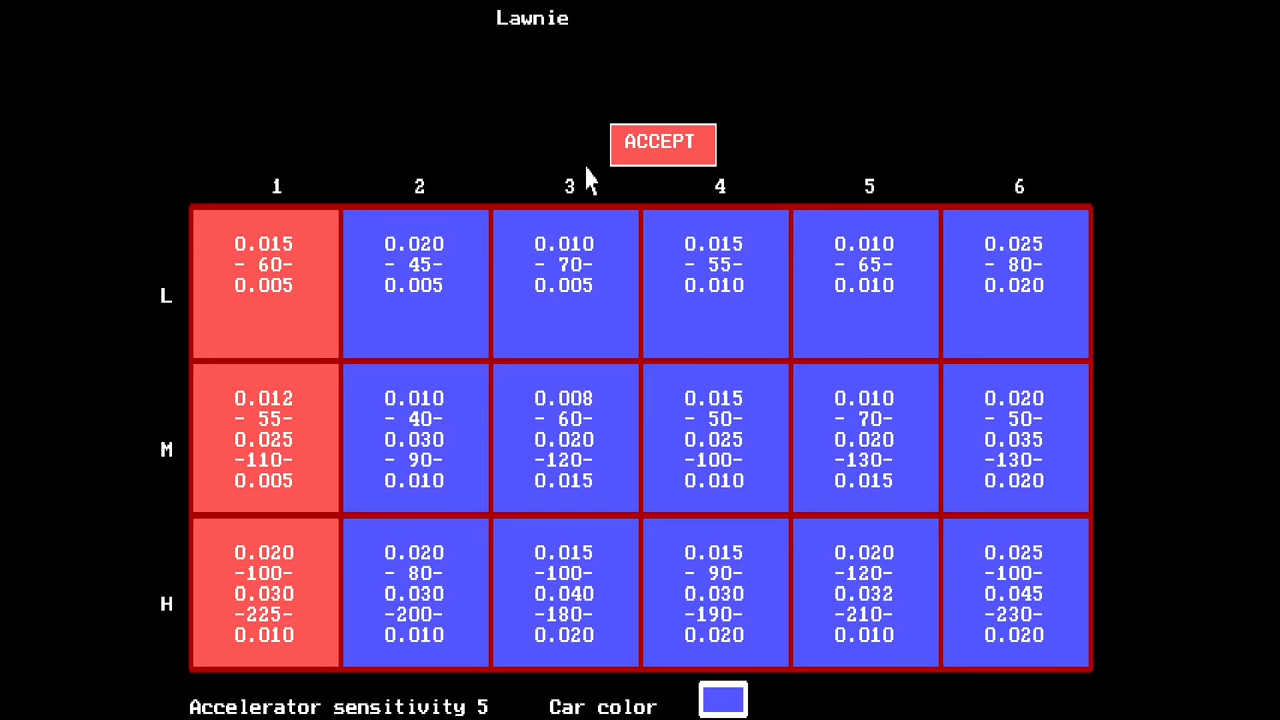 Lawnie
ACCEPT
1 2 3 4 5 6
L
0.015 0.020 0.010 0.015 0.010 0.025
- 60- - 45- - 70- - 55- - 65- - 80-
0.005 0.005 0.005 0.010 0.010 0.020
M
0.012 0.010 0.008 0.015 0.010 0.020
- 55- - 40- - 60- - 50- - 70- - 50-
0.025 0.030 0.020 0.025 0.020 0.035
-110- - 90- -120- -100- -130- -130-
0.005 0.010 0.015 0.010 0.015 0.020
H
0.020 0.020 0.015 0.015 0.020 0.025
-100- - 80- -100- - 90- -120- -100-
0.030 0.030 0.040 0.030 0.032 0.045
-225- -200- -180- -190- -210- -230-
0.010 0.010 0.020 0.020 0.010 0.020
Accelerator sensitivity 5 Car color